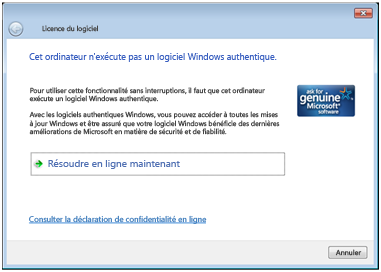 Licence du logiciel
Cet ordinateur n'exécute pas un logiciel Windows authentique.
Pour utiliser cette fonctionnalité sans interruptions, il faut que cet ordinateur
exécute un logiciel Windows authentique.
Avec les logiciels authentiques Windows, vous pouvez accéder à toutes les mises
à jour Windows et être assuré que votre logiciel Windows bénéficie des dernières
améliorations de Microsoft en matière de sécurité et de fiabilité.
ask for
genuine
Microsoft®
software
Résoudre en ligne maintenant
Consulter la déclaration de confidentialité en ligne
Annuler